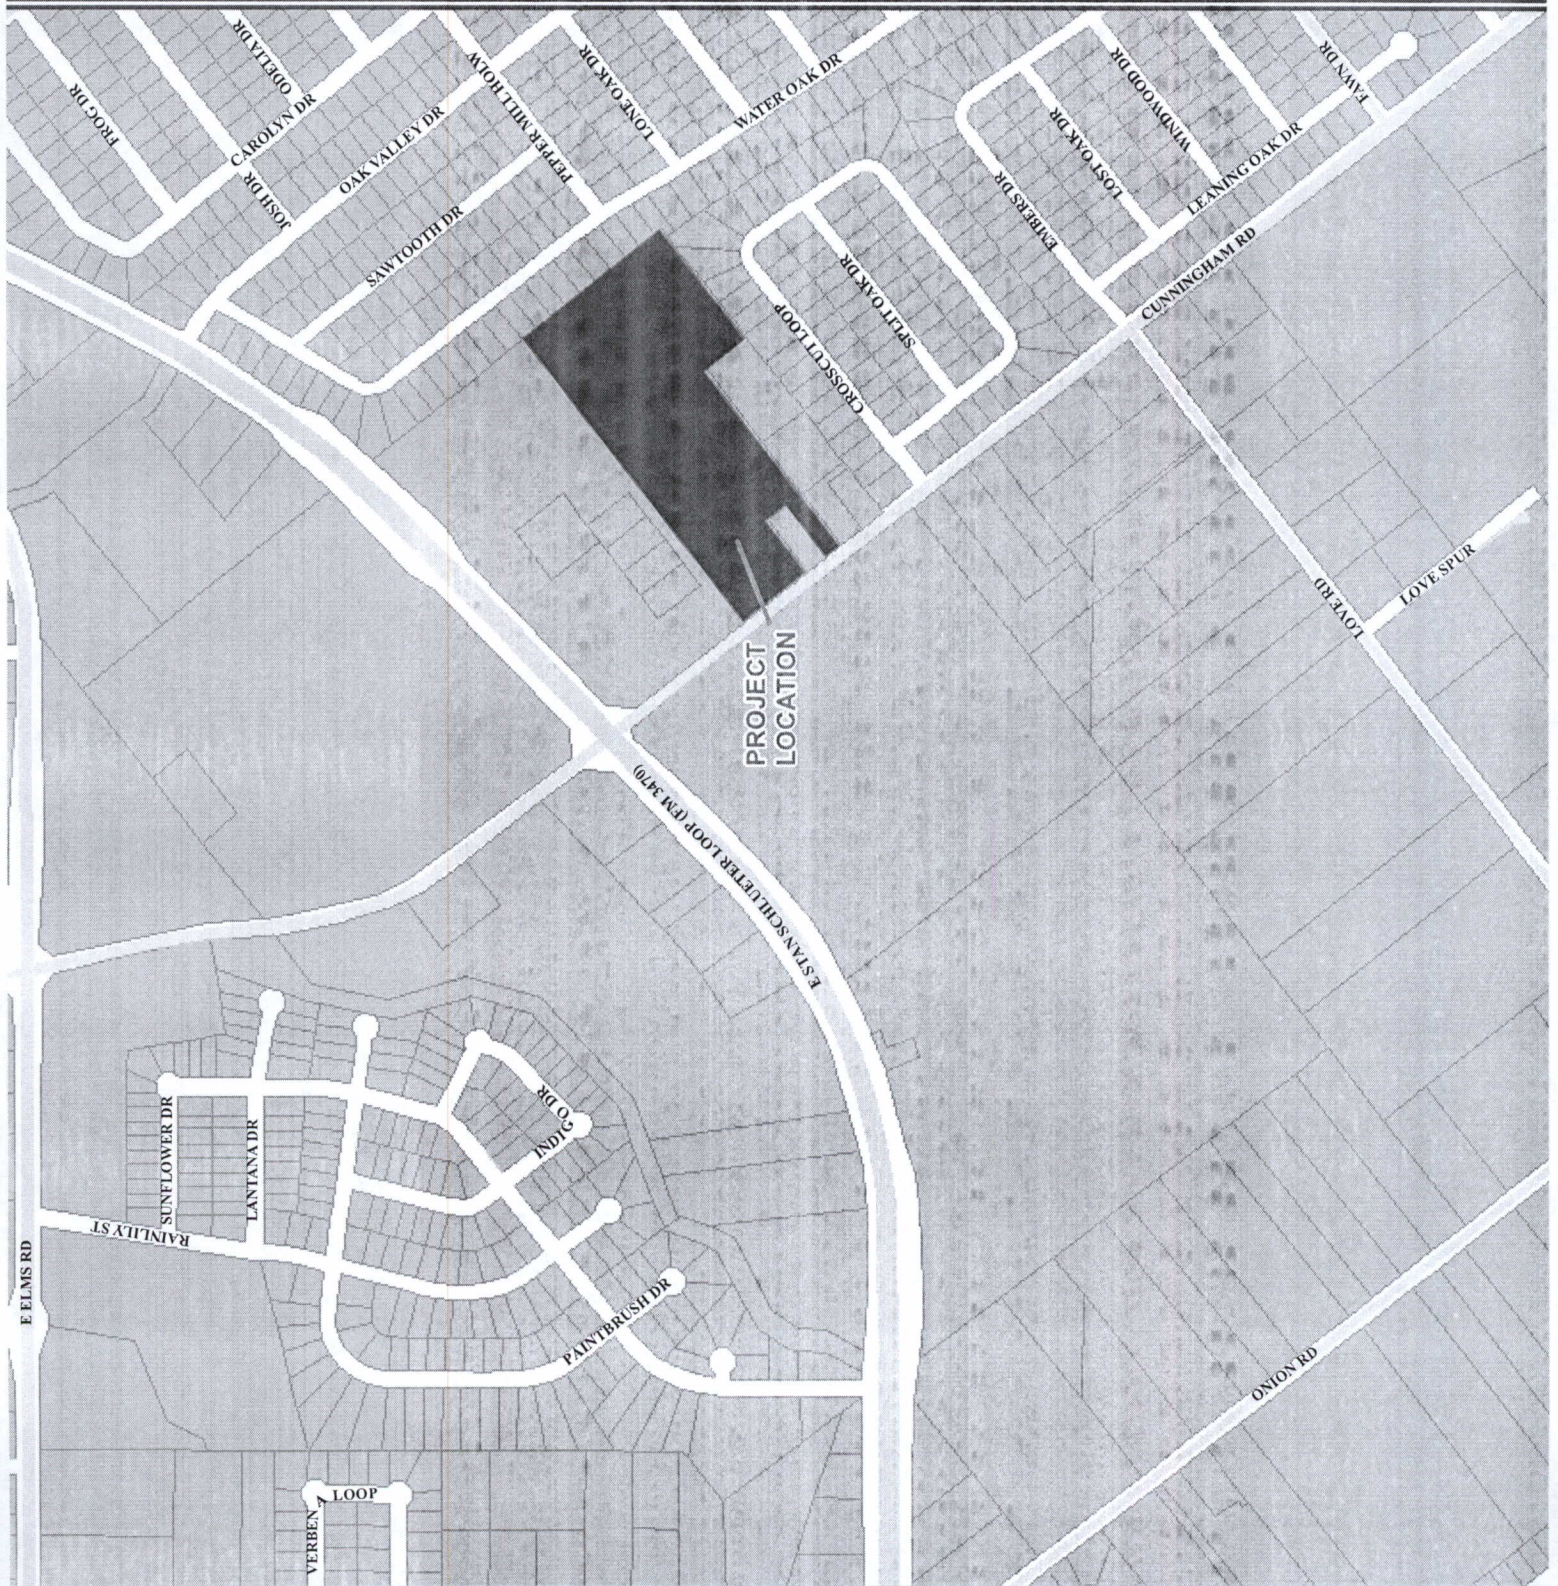 FROG DR
ODELIA DR
CAROLYN DR
JOSH DR
OAK VALLEY DR
SAWTOOTH DR
PEPPER MILL HOLW
LONE OAK DR
WATER OAK DR
CROSSCUT LOOP
SPLIT OAK DR
EMBERS DR
LOST OAK DR
WINDWOOD DR
FAWN DR
LEANING OAK DR
CUNNINGHAM RD
LOVE RD
LOVE SPUR
PROJECT
LOCATION
E STAN SCHLUETER LOOP (FM 3470)
SUNFLOWER DR
LANTANA DR
RAINLILY ST
INDIGO DR
PAINTBRUSH DR
E ELMS RD
VERBENA LOOP
ONION RD